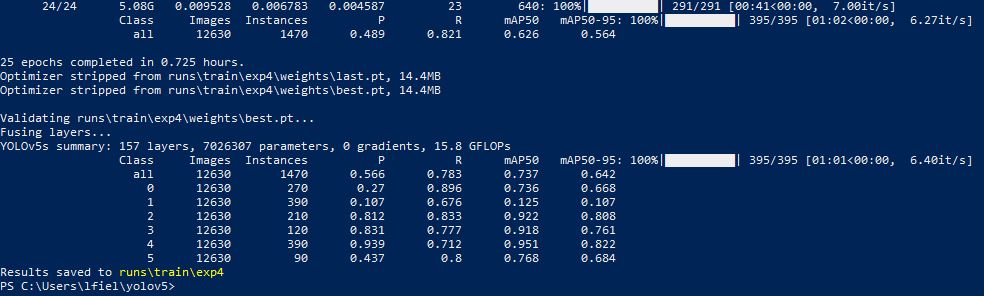 24/24 5.08G 0.009528 0.006783 0.004587 23 640: 100%|██████████| 291/291 [00:41<00:00, 7.00it/s]
Class Images Instances P R mAP50 mAP50-95: 100%|██████████| 395/395 [01:02<00:00, 6.27it/s]
all 12630 1470 0.489 0.821 0.626 0.564
25 epochs completed in 0.725 hours.
Optimizer stripped from runs\train\exp4\weights\last.pt, 14.4MB
Optimizer stripped from runs\train\exp4\weights\best.pt, 14.4MB
Validating runs\train\exp4\weights\best.pt...
Fusing layers...
YOLOv5s summary: 157 layers, 7026307 parameters, 0 gradients, 15.8 GFLOPs
Class Images Instances P R mAP50 mAP50-95: 100%|██████████| 395/395 [01:01<00:00, 6.40it/s]
all 12630 1470 0.566 0.783 0.737 0.642
0 12630 270 0.27 0.896 0.736 0.668
1 12630 390 0.107 0.676 0.125 0.107
2 12630 210 0.812 0.833 0.922 0.808
3 12630 120 0.831 0.777 0.918 0.761
4 12630 390 0.939 0.712 0.951 0.822
5 12630 90 0.437 0.8 0.768 0.684
Results saved to runs\train\exp4
PS C:\Users\lfiel\yolov5>